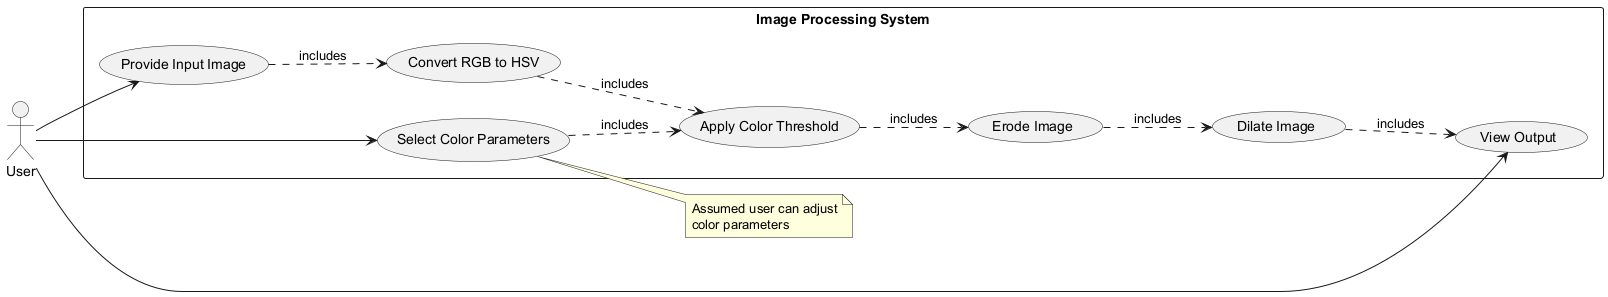 Image Processing System
Provide Input Image
includes
Convert RGB to HSV
includes
Select Color Parameters
includes
Apply Color Threshold
includes
Erode Image
includes
Dilate Image
includes
View Output
User
Assumed user can adjust
color parameters